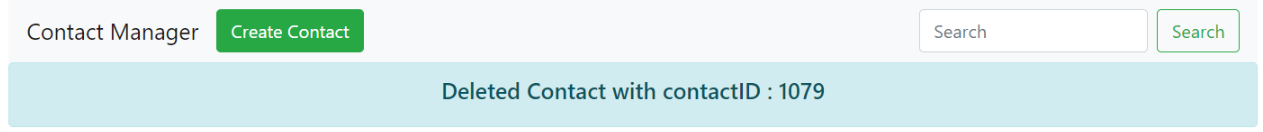 Contact Manager Create Contact Search Search
Deleted Contact with contactID : 1079